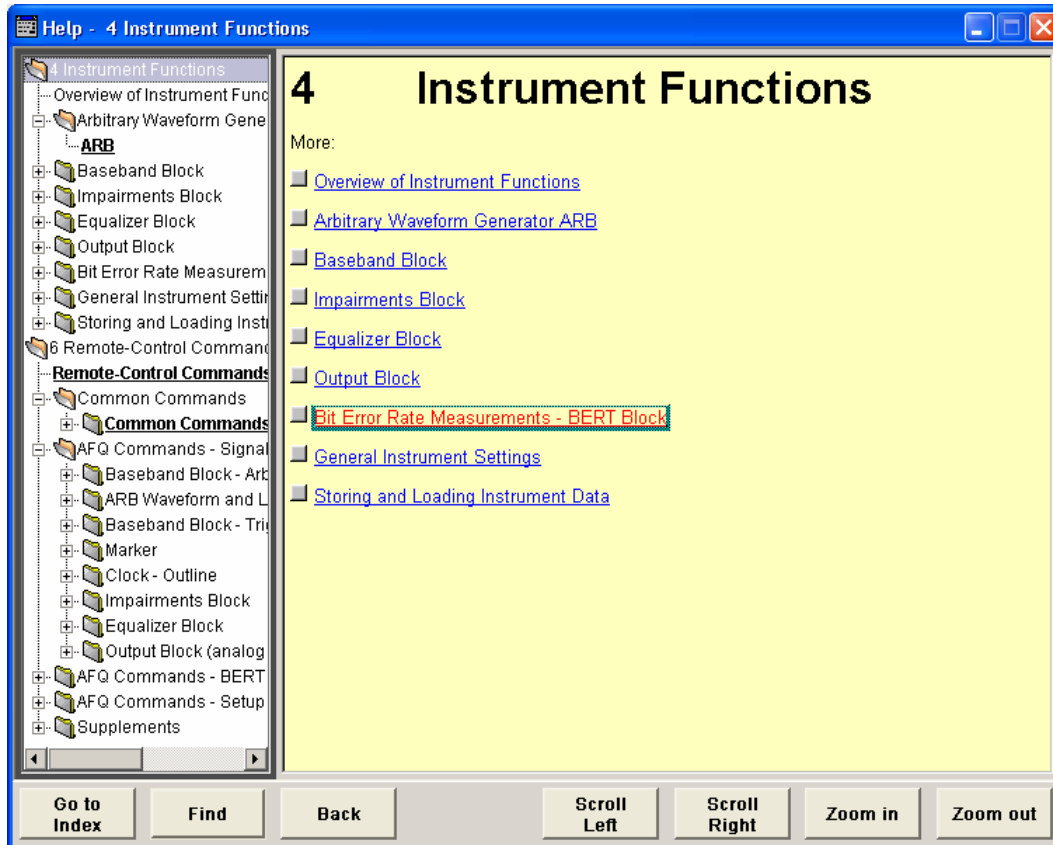 Help - 4 Instrument Functions
4 Instrument Functions
Overview of Instrument Func
Arbitrary Waveform Gene
ARB
Baseband Block
Impairments Block
Equalizer Block
Output Block
Bit Error Rate Measurem
General Instrument Settin
Storing and Loading Instr
6 Remote-Control Command
Remote-Control Commands
Common Commands
Common Commands
AFQ Commands - Signal
Baseband Block - Arb
ARB Waveform and L
Baseband Block - Trig
Marker
Clock - Outline
Impairments Block
Equalizer Block
Output Block (analog
AFQ Commands - BERT
AFQ Commands - Setup
Supplements
4 Instrument Functions
More:
Overview of Instrument Functions
Arbitrary Waveform Generator ARB
Baseband Block
Impairments Block
Equalizer Block
Output Block
Bit Error Rate Measurements - BERT Block
General Instrument Settings
Storing and Loading Instrument Data
Go to
Index
Find
Back
Scroll
Left
Scroll
Right
Zoom in
Zoom out